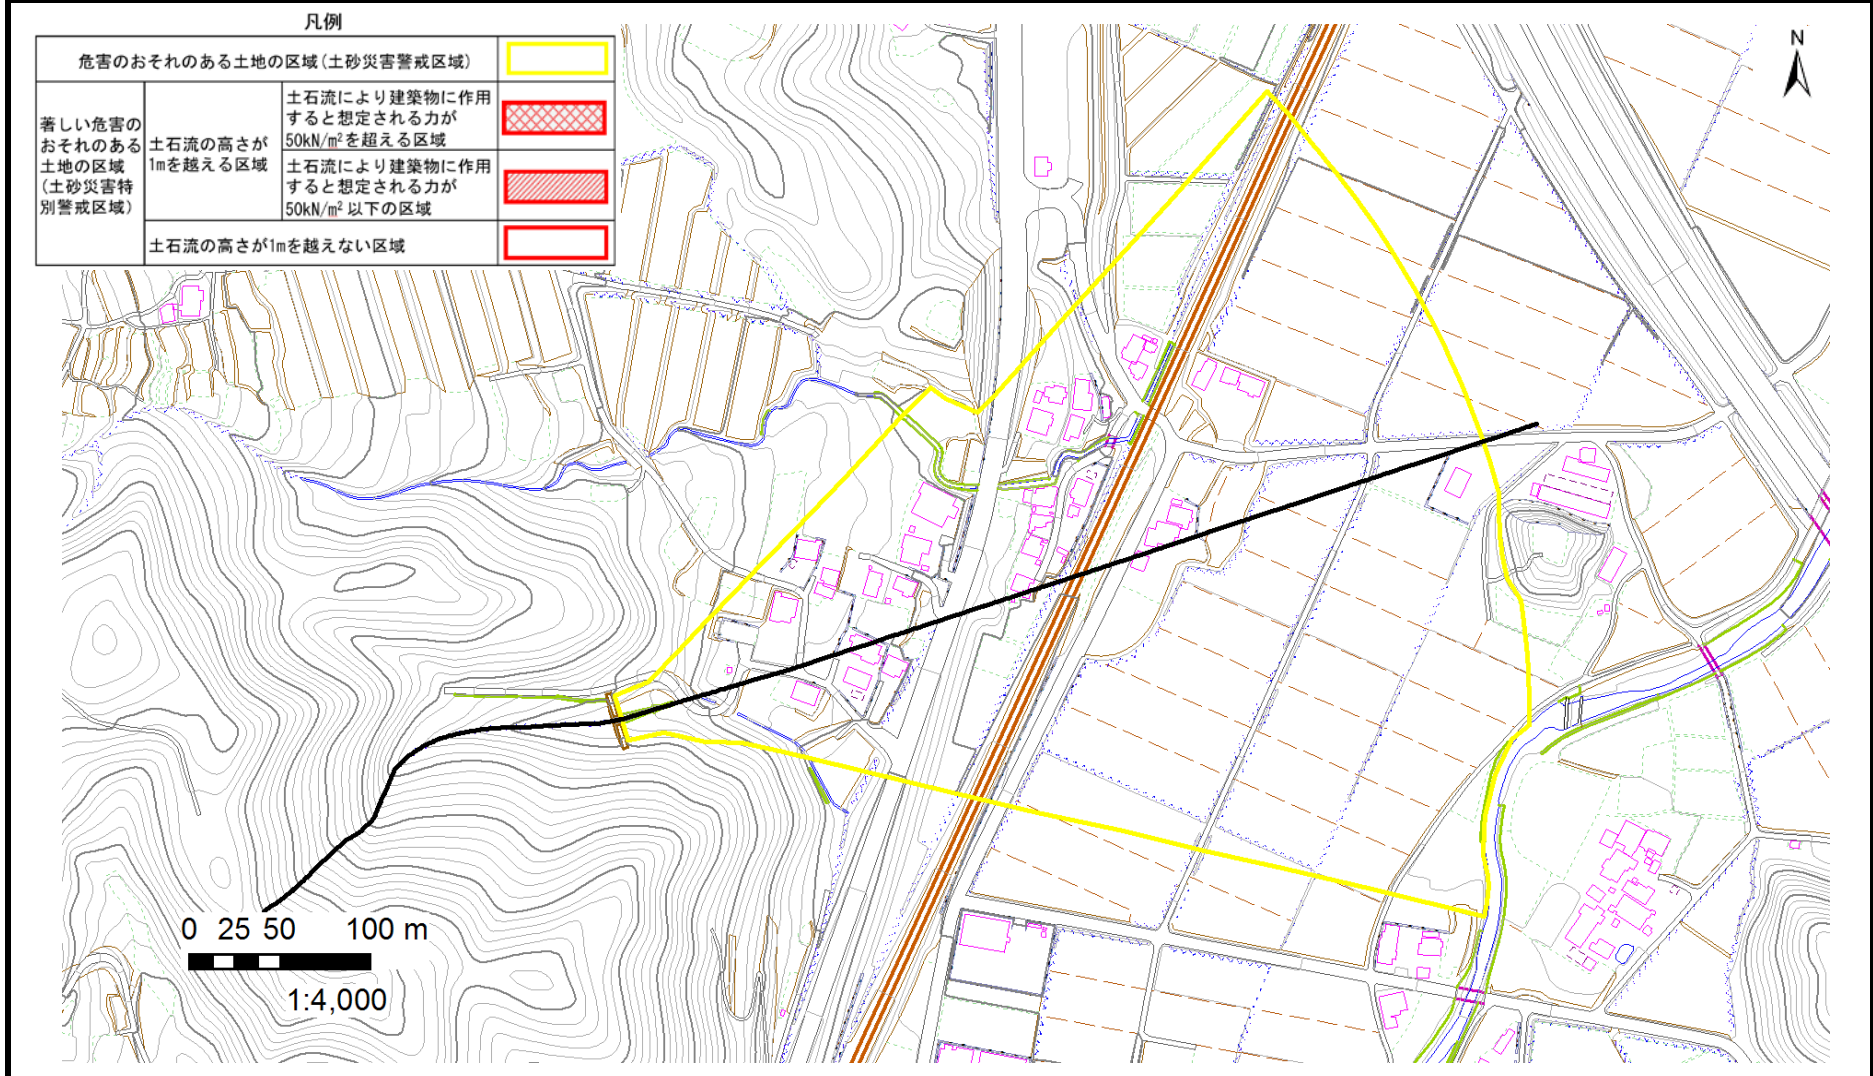 凡例
危害のおそれのある土地の区域(土砂災害警戒区域)
著しい危害の
おそれのある
土地の区域
(土砂災害特
別警戒区域)
土石流の高さが
1mを越える区域
土石流により建築物に作用
すると想定される力が
50kN/m²を超える区域
土石流により建築物に作用
すると想定される力が
50kN/m² 以下の区域
土石流の高さが1mを越えない区域
N
0 25 50 100 m
1:4,000